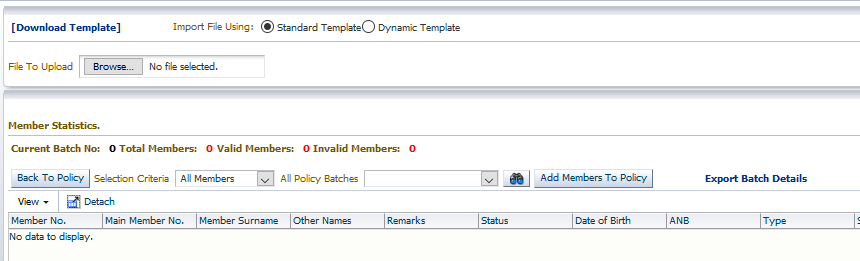 [Download Template] Import File Using: Standard Template Dynamic Template
File To Upload Browse... No file selected.
Member Statistics.
Current Batch No: 0 Total Members: 0 Valid Members: 0 Invalid Members: 0
Back To Policy Selection Criteria All Members All Policy Batches Add Members To Policy Export Batch Details
View Detach
Member No. Main Member No. Member Surname Other Names Remarks Status Date of Birth ANB Type S
No data to display.